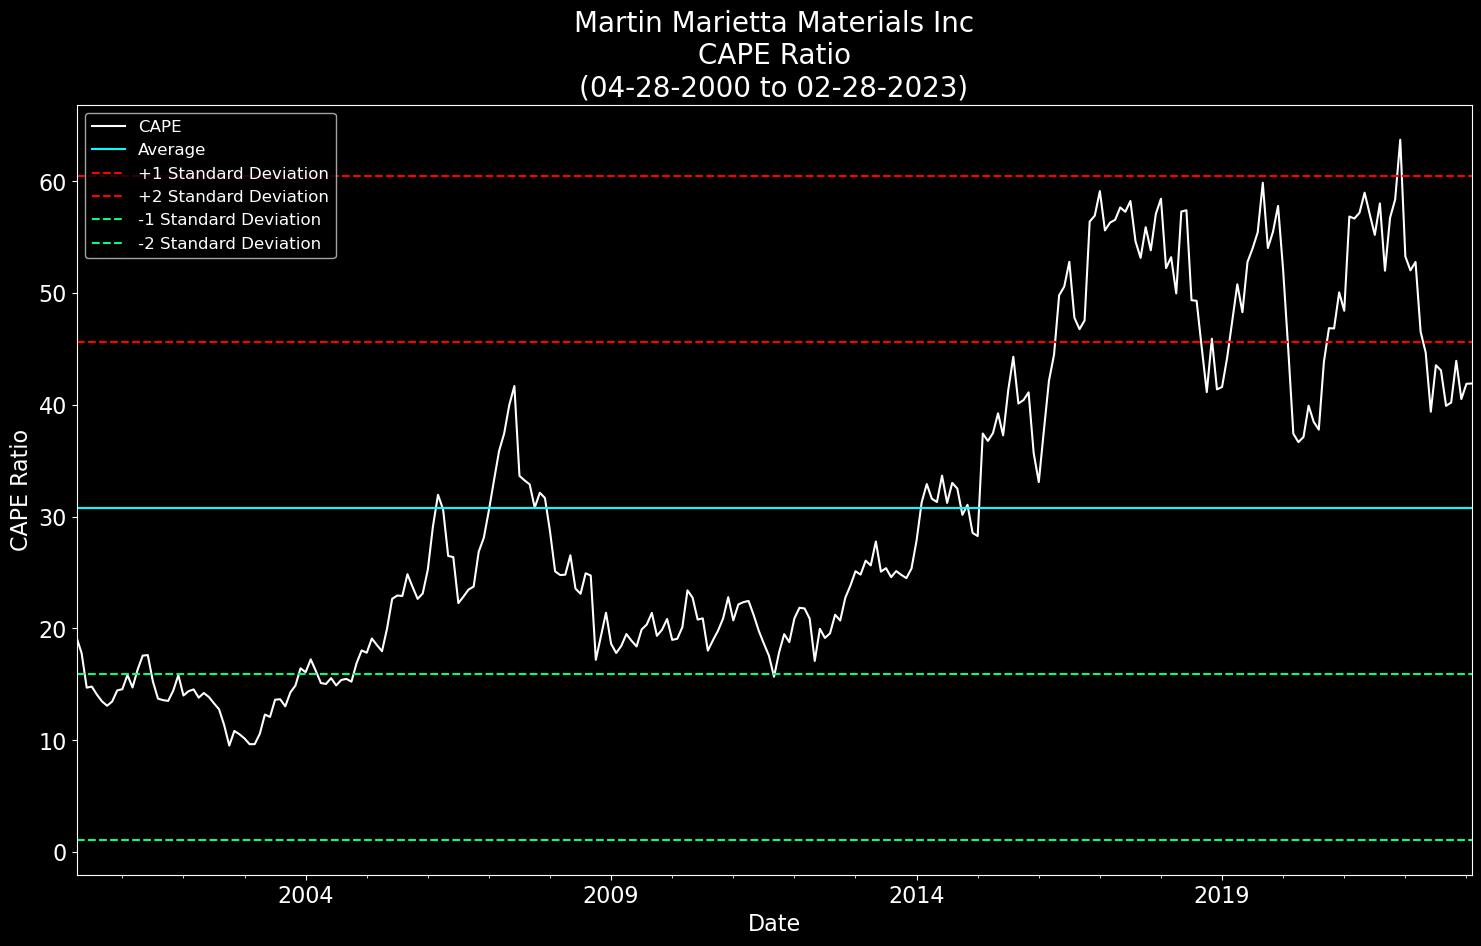 Martin Marietta Materials Inc
CAPE Ratio
(04-28-2000 to 02-28-2023)
CAPE
Average
+1 Standard Deviation
+2 Standard Deviation
-1 Standard Deviation
-2 Standard Deviation
60
50
40
30
20
10
0
CAPE Ratio
2004
2009
2014
2019
Date